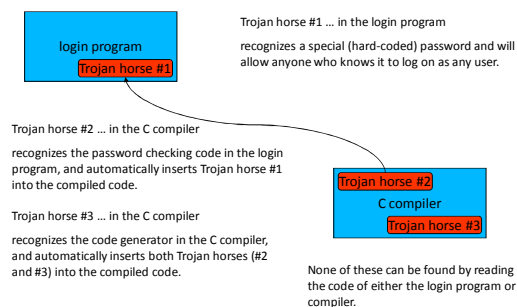 Trojan horse #1 ... in the login program
recognizes a special (hard-coded) password and will
allow anyone who knows it to log on as any user.
login program
Trojan horse #1
Trojan horse #2 ... in the C compiler
recognizes the password checking code in the login
program, and automatically inserts Trojan horse #1
into the compiled code.
Trojan horse #3 ... in the C compiler
recognizes the code generator in the C compiler,
and automatically inserts both Trojan horses (#2
and #3) into the compiled code.
Trojan horse #2
C compiler
Trojan horse #3
None of these can be found by reading
the code of either the login program or
compiler.